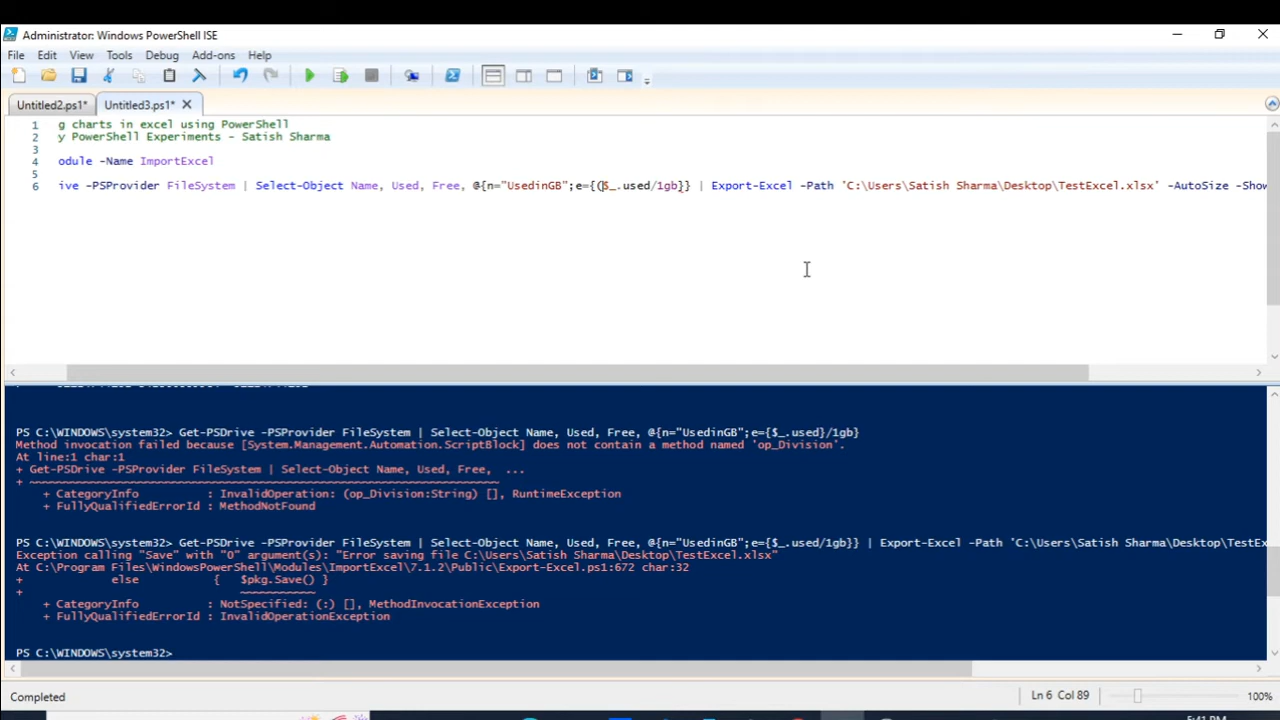 Administrator: Windows PowerShell ISE
File Edit View Tools Debug Add-ons Help
Untitled2.ps1* Untitled3.ps1* X
1 g charts in excel using PowerShell
2 y PowerShell Experiments - Satish Sharma
3
4 odule -Name ImportExcel
5
6 ive -PSProvider FileSystem | Select-Object Name, Used, Free, @{n="UsedinGB";e={($_.used/1gb}} | Export-Excel -Path 'C:\Users\Satish Sharma\Desktop\TestExcel.xlsx' -AutoSize -Show
PS C:\WINDOWS\system32> Get-PSDrive -PSProvider FileSystem | Select-Object Name, Used, Free, @{n="UsedinGB";e={$_.used}/1gb}
Method invocation failed because [System.Management.Automation.ScriptBlock] does not contain a method named 'op_Division'.
At line:1 char:1
+ Get-PSDrive -PSProvider FileSystem | Select-Object Name, Used, Free, ...
+ ~~~~~~~~~~~~~~~~~~~~~~~~~~~~~~~~~~~~~~~~~~~~~~~~~~~~~~~~~~~~~~~~~~~~~
+ CategoryInfo : InvalidOperation: (op_Division:String) [], RuntimeException
+ FullyQualifiedErrorId : MethodNotFound
PS C:\WINDOWS\system32> Get-PSDrive -PSProvider FileSystem | Select-Object Name, Used, Free, @{n="UsedinGB";e={$_.used/1gb}} | Export-Excel -Path 'C:\Users\Satish Sharma\Desktop\TestEx
Exception calling "Save" with "0" argument(s): "Error saving file C:\Users\Satish Sharma\Desktop\TestExcel.xlsx"
At C:\Program Files\WindowsPowerShell\Modules\ImportExcel\7.1.2\Public\Export-Excel.ps1:672 char:32
+ else { $pkg.Save() }
+ ~~~~~~~~~~~
+ CategoryInfo : NotSpecified: (:) [], MethodInvocationException
+ FullyQualifiedErrorId : InvalidOperationException
PS C:\WINDOWS\system32>
Completed Ln 6 Col 89 100%
5:41 PM